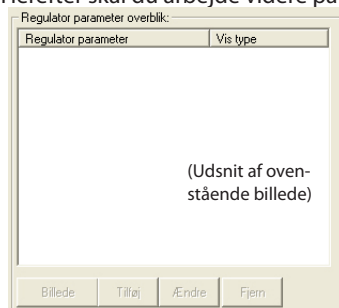 Herefter skal du arbejde videre på
Regulator parameter overblik:
Regulator parameter Vis type
(Udsnit af oven-
stående billede)
Billede Tilføj Ændre Fjern